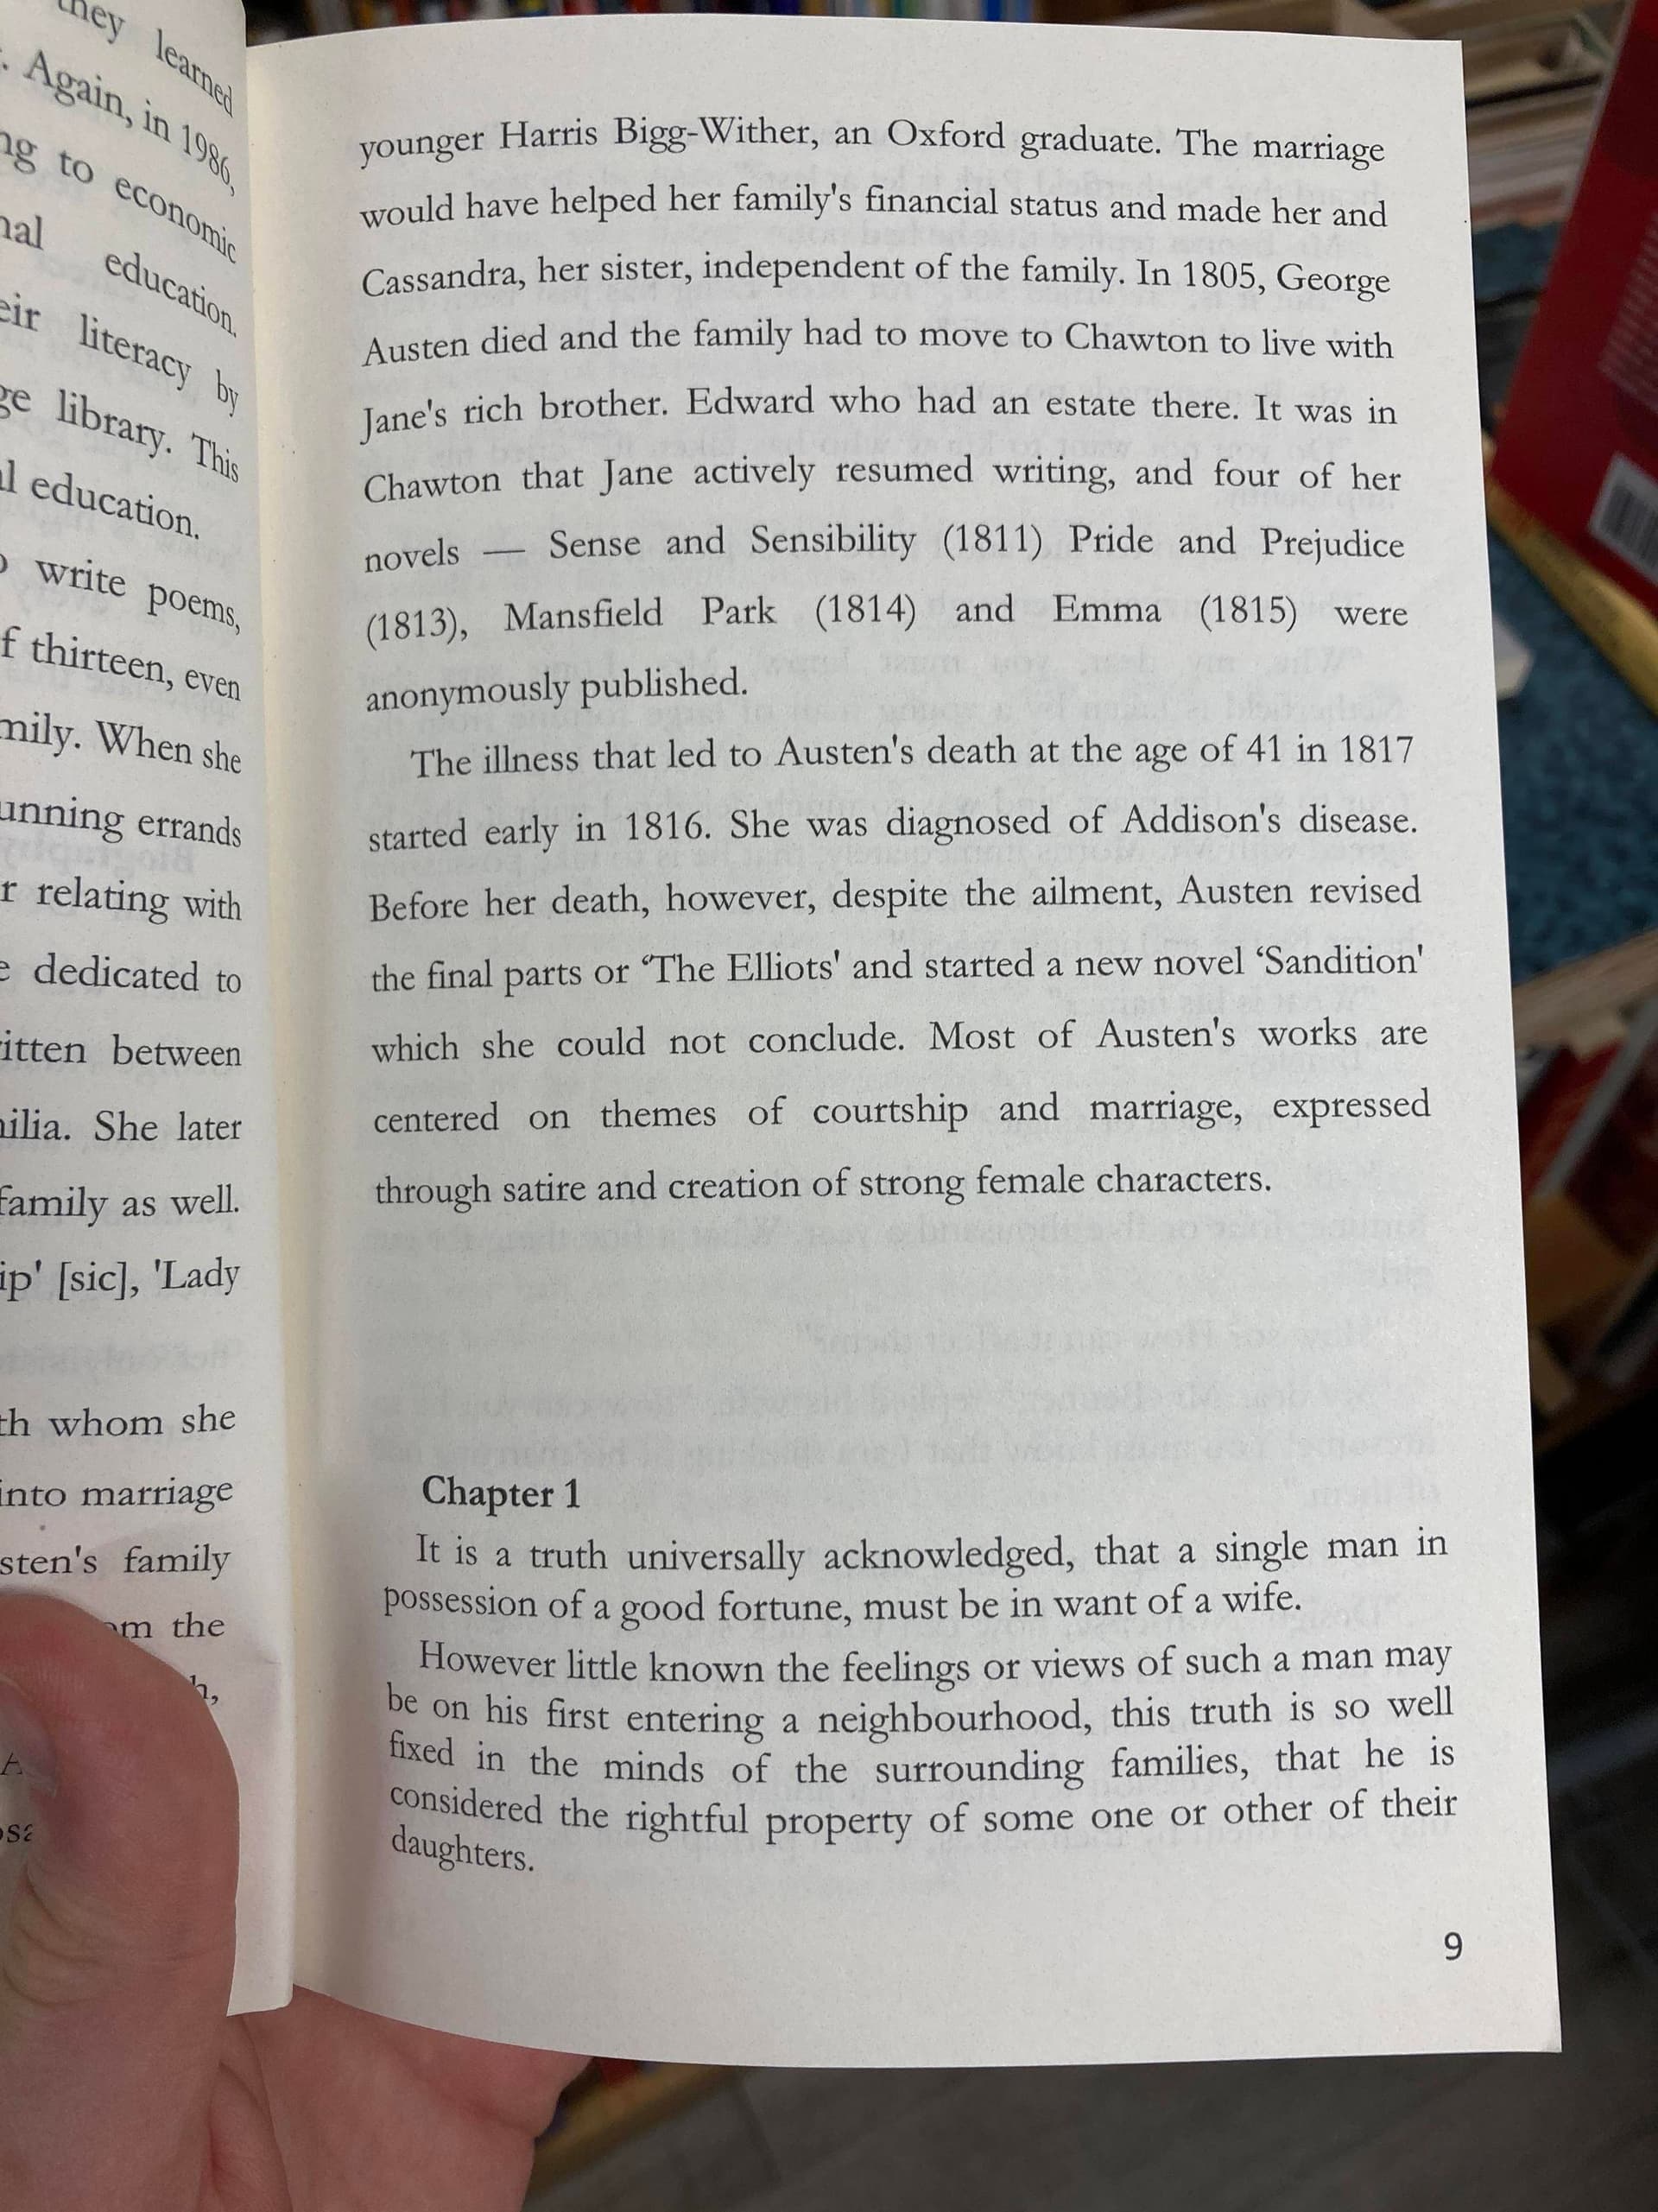 they learned
. Again, in 1986,
ng to economic
nal education.
eir literacy by
ge library. This
l education.
o write poems,
f thirteen, even
mily. When she
unning errands
r relating with
e dedicated to
itten between
ilia. She later
family as well.
ip' [sic], 'Lady
th whom she
into marriage
sten's family
om the
h,
younger Harris Bigg-Wither, an Oxford graduate. The marriage
would have helped her family's financial status and made her and
Cassandra, her sister, independent of the family. In 1805, George
Austen died and the family had to move to Chawton to live with
Jane's rich brother. Edward who had an estate there. It was in
Chawton that Jane actively resumed writing, and four of her
novels — Sense and Sensibility (1811) Pride and Prejudice
(1813), Mansfield Park (1814) and Emma (1815) were
anonymously published.
The illness that led to Austen's death at the age of 41 in 1817
started early in 1816. She was diagnosed of Addison's disease.
Before her death, however, despite the ailment, Austen revised
the final parts or ‘The Elliots' and started a new novel ‘Sandition'
which she could not conclude. Most of Austen's works are
centered on themes of courtship and marriage, expressed
through satire and creation of strong female characters.
Chapter 1
It is a truth universally acknowledged, that a single man in
possession of a good fortune, must be in want of a wife.
However little known the feelings or views of such a man may
be on his first entering a neighbourhood, this truth is so well
fixed in the minds of the surrounding families, that he is
considered the rightful property of some one or other of their
daughters.
9